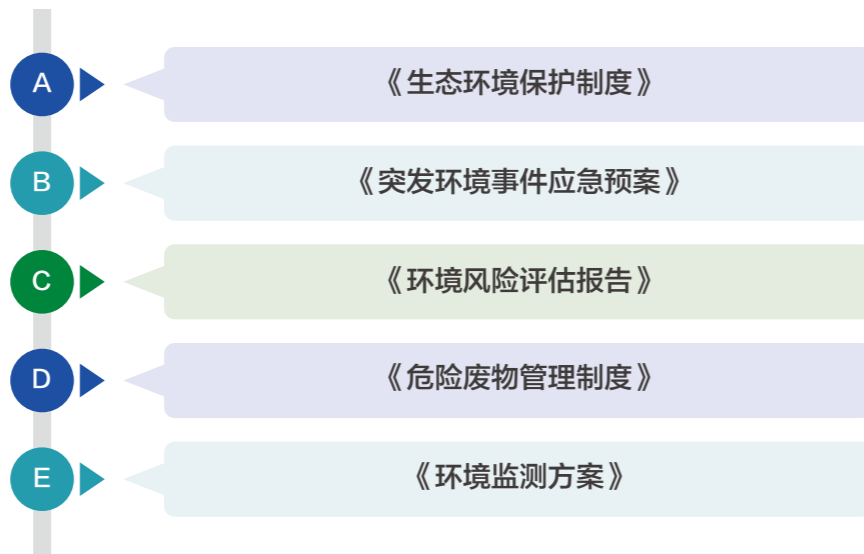 A
《生态环境保护制度》
B
《突发环境事件应急预案》
C
《环境风险评估报告》
D
《危险废物管理制度》
E
《环境监测方案》